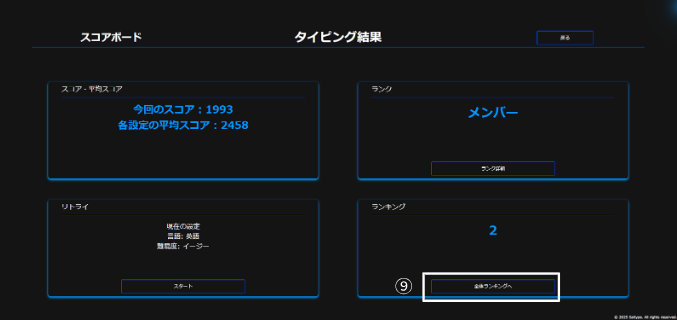 スコアボード
タイピング結果
戻る
スコア・平均スコア
今回のスコア：1993
各設定の平均スコア：2458
ランク
メンバー
ランク詳細
リトライ
現在の設定
言語: 英語
難易度: イージー
スタート
ランキング
2
⑨
全体ランキングへ
© 2025 All rights reserved.